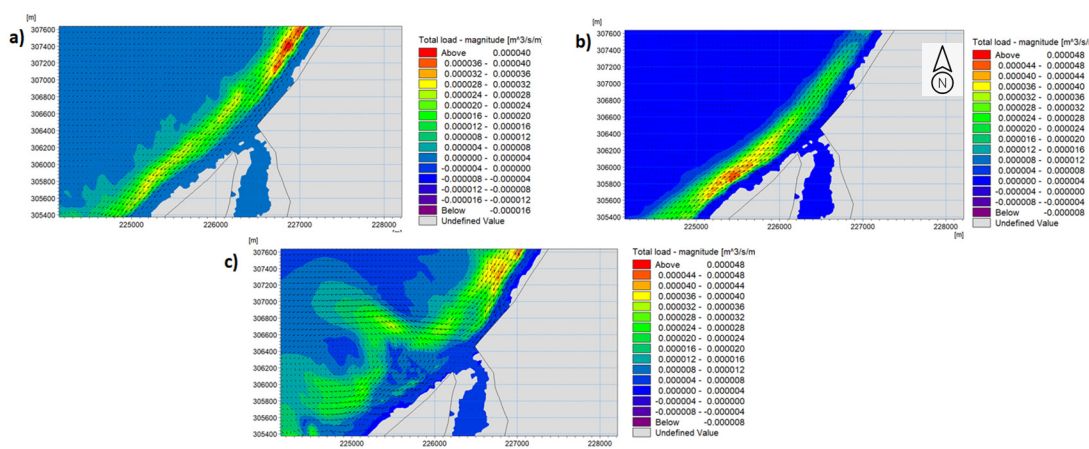 a)
[m]
307600
307400
307200
307000
306800
306600
306400
306200
306000
305800
305600
305400
225000 226000 227000 228000
Total load - magnitude [m^3/s/m]
Above 0.000040
0.000036 - 0.000040
0.000032 - 0.000036
0.000028 - 0.000032
0.000024 - 0.000028
0.000020 - 0.000024
0.000016 - 0.000020
0.000012 - 0.000016
0.000008 - 0.000012
0.000004 - 0.000008
0.000000 - 0.000004
-0.000004 - 0.000000
-0.000008 - -0.000004
-0.000012 - -0.000008
-0.000016 - -0.000012
Below -0.000016
Undefined Value
b)
[m]
307600
307400
307200
307000
306800
306600
306400
306200
306000
305800
305600
305400
225000 226000 227000 228000
[m]
N
Total load - magnitude [m^3/s/
Above 0.000048
0.000044 - 0.000048
0.000040 - 0.000044
0.000036 - 0.000040
0.000032 - 0.000036
0.000028 - 0.000032
0.000024 - 0.000028
0.000020 - 0.000024
0.000016 - 0.000020
0.000012 - 0.000016
0.000008 - 0.000012
0.000004 - 0.000008
0.000000 - 0.000004
-0.000004 - 0.000000
-0.000008 - -0.000004
Below -0.000008
Undefined Value
c)
[m]
307600
307400
307200
307000
306800
306600
306400
306200
306000
305800
305600
305400
225000 226000 227000 228000
Total load - magnitude [m^3/s/m
Above 0.000048
0.000044 - 0.000048
0.000040 - 0.000044
0.000036 - 0.000040
0.000032 - 0.000036
0.000028 - 0.000032
0.000024 - 0.000028
0.000020 - 0.000024
0.000016 - 0.000020
0.000012 - 0.000016
0.000008 - 0.000012
0.000004 - 0.000008
0.000000 - 0.000004
-0.000004 - 0.000000
-0.000008 - -0.000004
Below -0.000008
Undefined Value